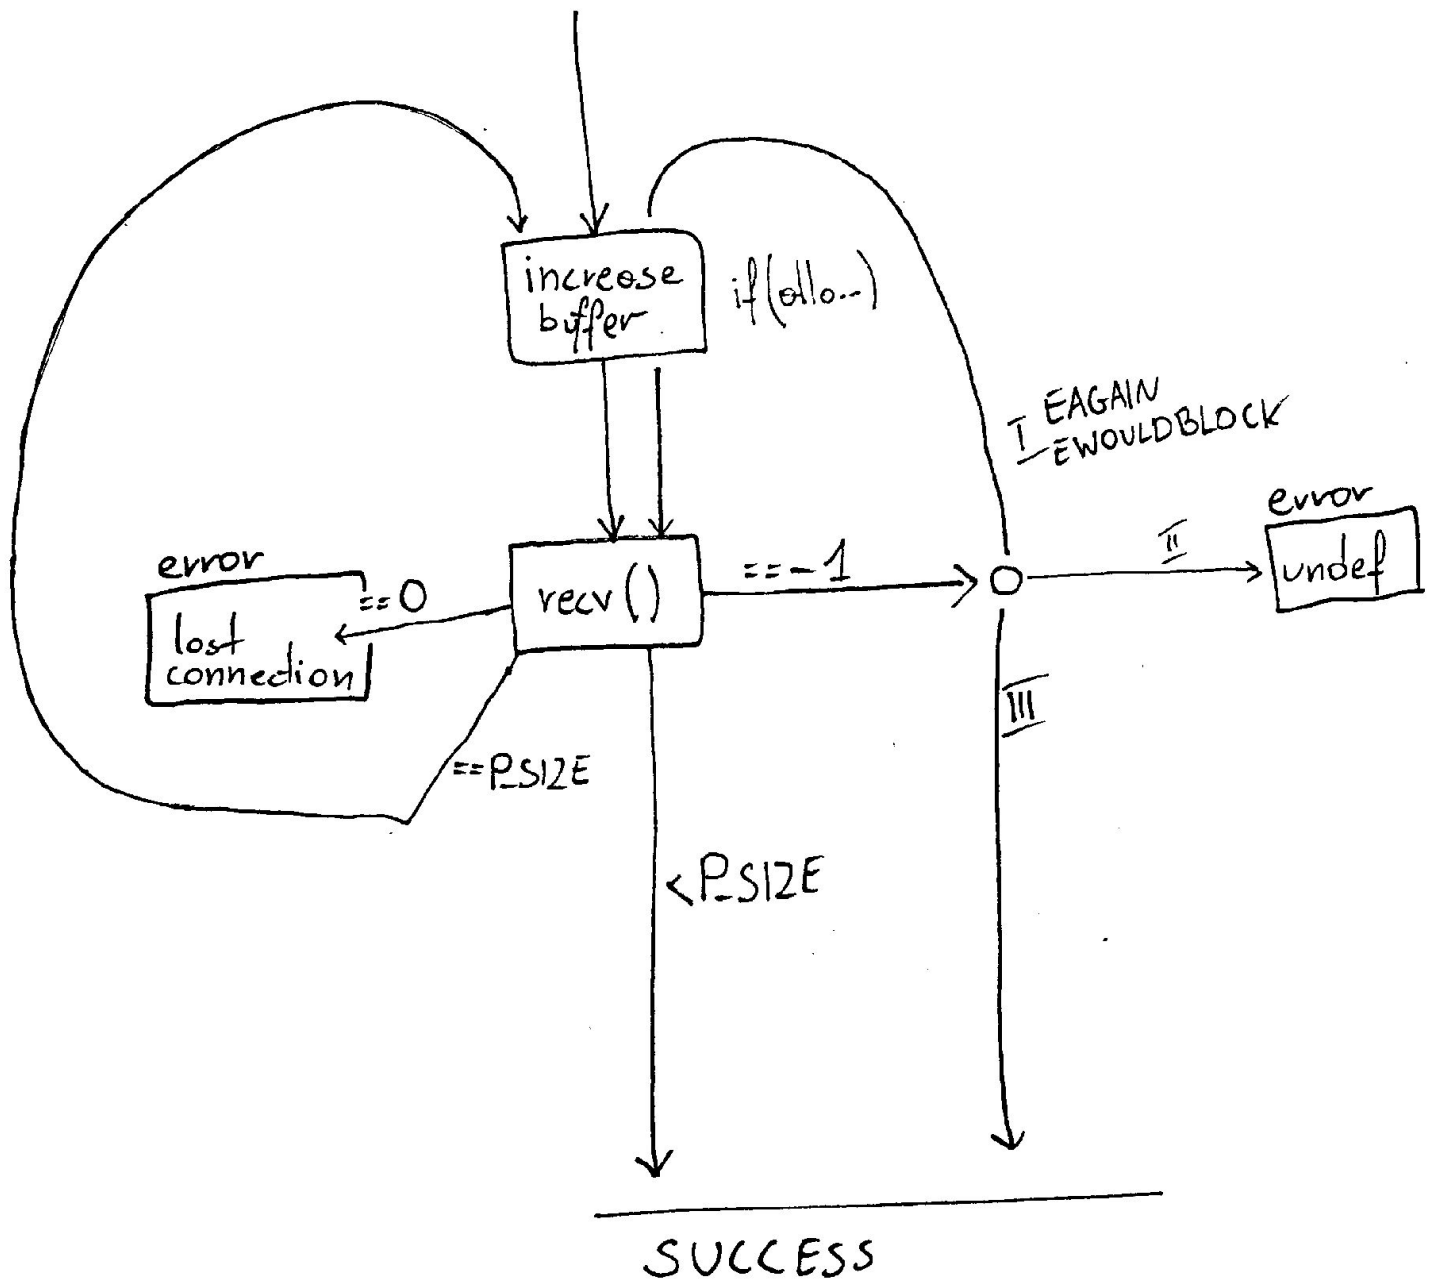 increase
buffer
if(allo...)
I EAGAIN
EWOULDBLOCK
error
undef
II
==-1
recv()
==0
error
lost
connection
III
==P_SIZE
<P_SIZE
SUCCESS